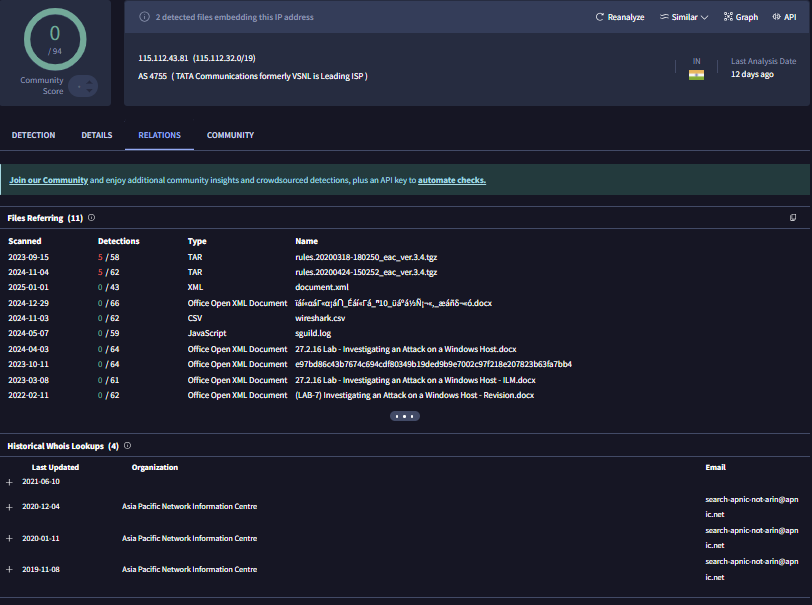 0
/ 94
Community
Score
2 detected files embedding this IP address
Reanalyze
Similar
Graph
API
115.112.43.81 (115.112.32.0/19)
AS 4755 ( TATA Communications formerly VSNL is Leading ISP )
IN
Last Analysis Date
12 days ago
DETECTION DETAILS RELATIONS COMMUNITY
Join our Community and enjoy additional community insights and crowdsourced detections, plus an API key to automate checks.
Files Referring (11)
Scanned Detections Type Name
2023-09-15 5 / 58 TAR rules.20200318-180250_eac_ver.3.4.tgz
2024-11-04 5 / 62 TAR rules.20200424-150252_eac_ver.3.4.tgz
2025-01-01 0 / 43 XML document.xml
2024-12-29 0 / 66 Office Open XML Document
2024-11-03 0 / 62 CSV wireshark.csv
2024-05-07 0 / 59 JavaScript sguild.log
2024-04-03 0 / 64 Office Open XML Document 27.2.16 Lab - Investigating an Attack on a Windows Host.docx
2023-10-11 0 / 64 Office Open XML Document e97bd86c43b7674c694cdf80349b19ded9b9e7002c97f218e207823b63fa7bb4
2023-03-08 0 / 61 Office Open XML Document 27.2.16 Lab - Investigating an Attack on a Windows Host - ILM.docx
2022-02-11 0 / 62 Office Open XML Document (LAB-7) Investigating an Attack on a Windows Host - Revision.docx
Historical Whois Lookups (4)
Last Updated Organization Email
+ 2021-06-10
+ 2020-12-04 Asia Pacific Network Information Centre search-apnic-not-arin@apn
ic.net
+ 2020-01-11 Asia Pacific Network Information Centre search-apnic-not-arin@apn
ic.net
+ 2019-11-08 Asia Pacific Network Information Centre search-apnic-not-arin@apn
ic.net